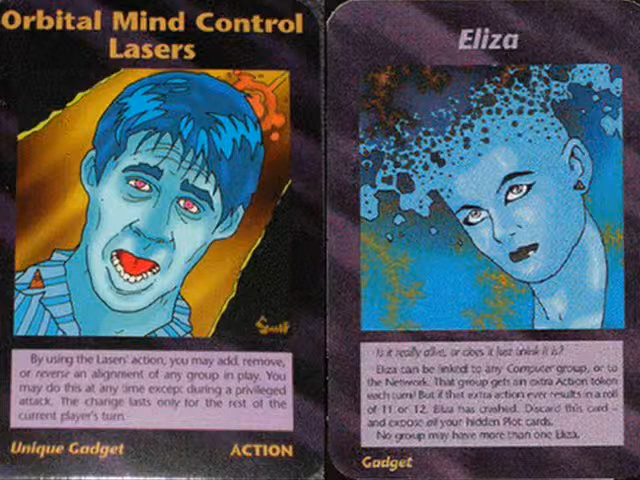 Orbital Mind Control
Lasers
By using the Lasers' action, you may add, remove,
or reverse an alignment of any group in play. You
may do this at any time except during a privileged
attack. The change lasts only for the rest of the
current player's turn.
Unique Gadget
ACTION
Eliza
Is it really alive, or does it just think it is?
Eliza can be linked to any Computer group, or to
the Network. That group gets an extra Action token
each turn! But if that extra action ever results in a roll
of 11 or 12, Eliza has crashed. Discard this card –
and expose all your hidden Plot cards.
No group may have more than one Eliza.
Gadget